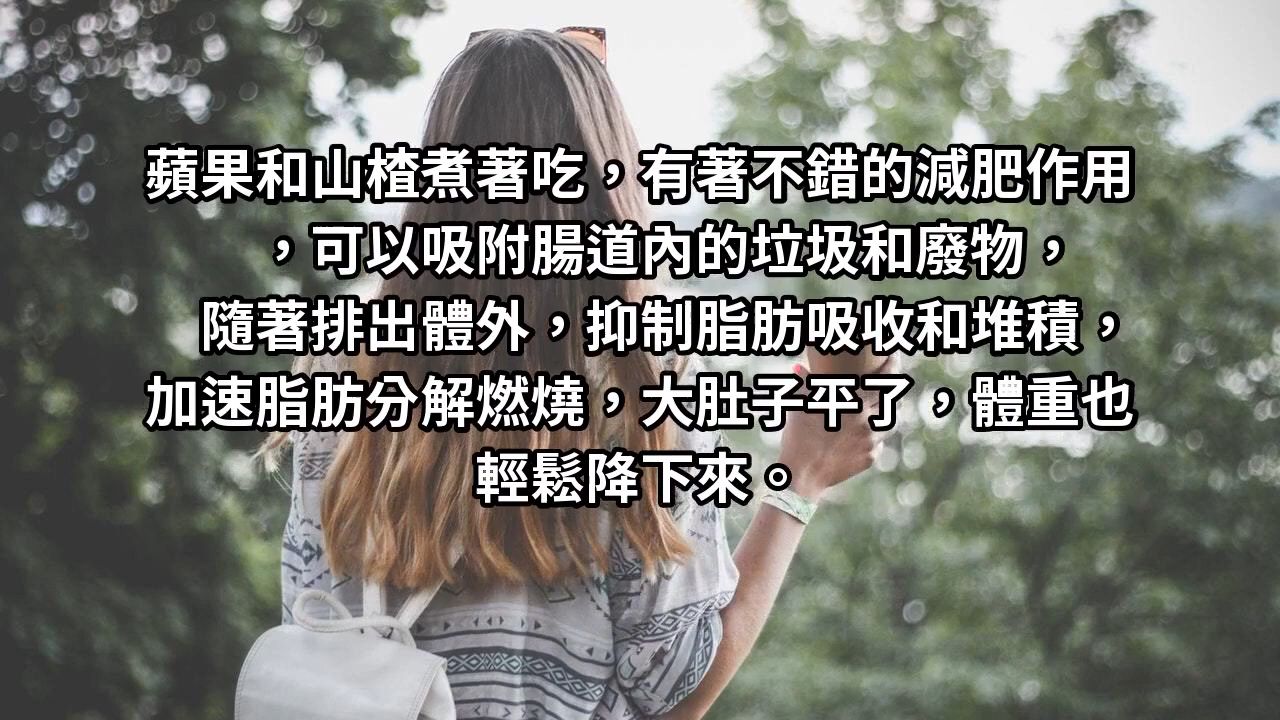 蘋果和山楂煮著吃，有著不錯的減肥作用
，可以吸附腸道內的垃圾和廢物，
隨著排出體外，抑制脂肪吸收和堆積，
加速脂肪分解燃燒，大肚子平了，體重也
輕鬆降下來。